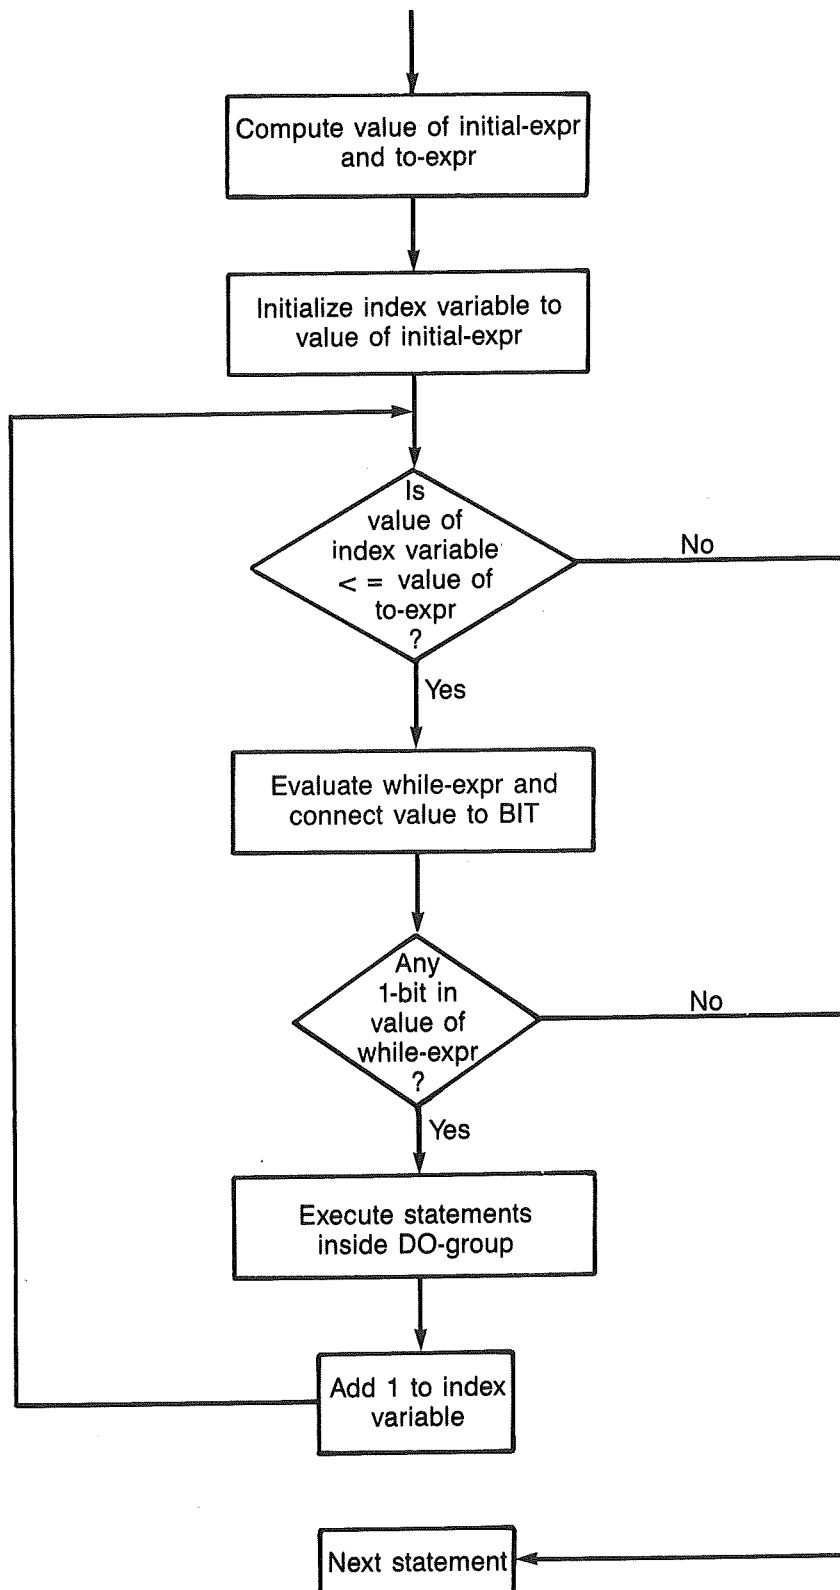 Compute value of initial-expr
and to-expr
Initialize index variable to
value of initial-expr
Is
value of
index variable
< = value of
to-expr
?
No
Yes
Evaluate while-expr and
connect value to BIT
Any
1-bit in
value of
while-expr
?
No
Yes
Execute statements
inside DO-group
Add 1 to index
variable
Next statement